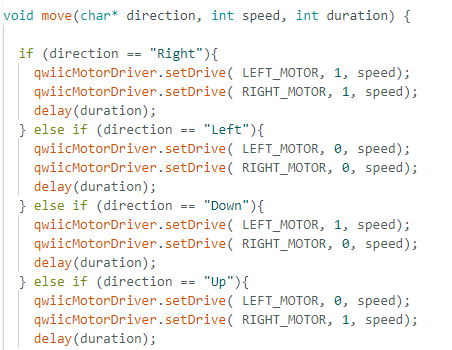 void move(char* direction, int speed, int duration) {
if (direction == "Right"){
qwiicMotorDriver.setDrive( LEFT_MOTOR, 1, speed);
qwiicMotorDriver.setDrive( RIGHT_MOTOR, 1, speed);
delay(duration);
} else if (direction == "Left"){
qwiicMotorDriver.setDrive( LEFT_MOTOR, 0, speed);
qwiicMotorDriver.setDrive( RIGHT_MOTOR, 0, speed);
delay(duration);
} else if (direction == "Down"){
qwiicMotorDriver.setDrive( LEFT_MOTOR, 1, speed);
qwiicMotorDriver.setDrive( RIGHT_MOTOR, 0, speed);
delay(duration);
} else if (direction == "Up"){
qwiicMotorDriver.setDrive( LEFT_MOTOR, 0, speed);
qwiicMotorDriver.setDrive( RIGHT_MOTOR, 1, speed);
delay(duration);